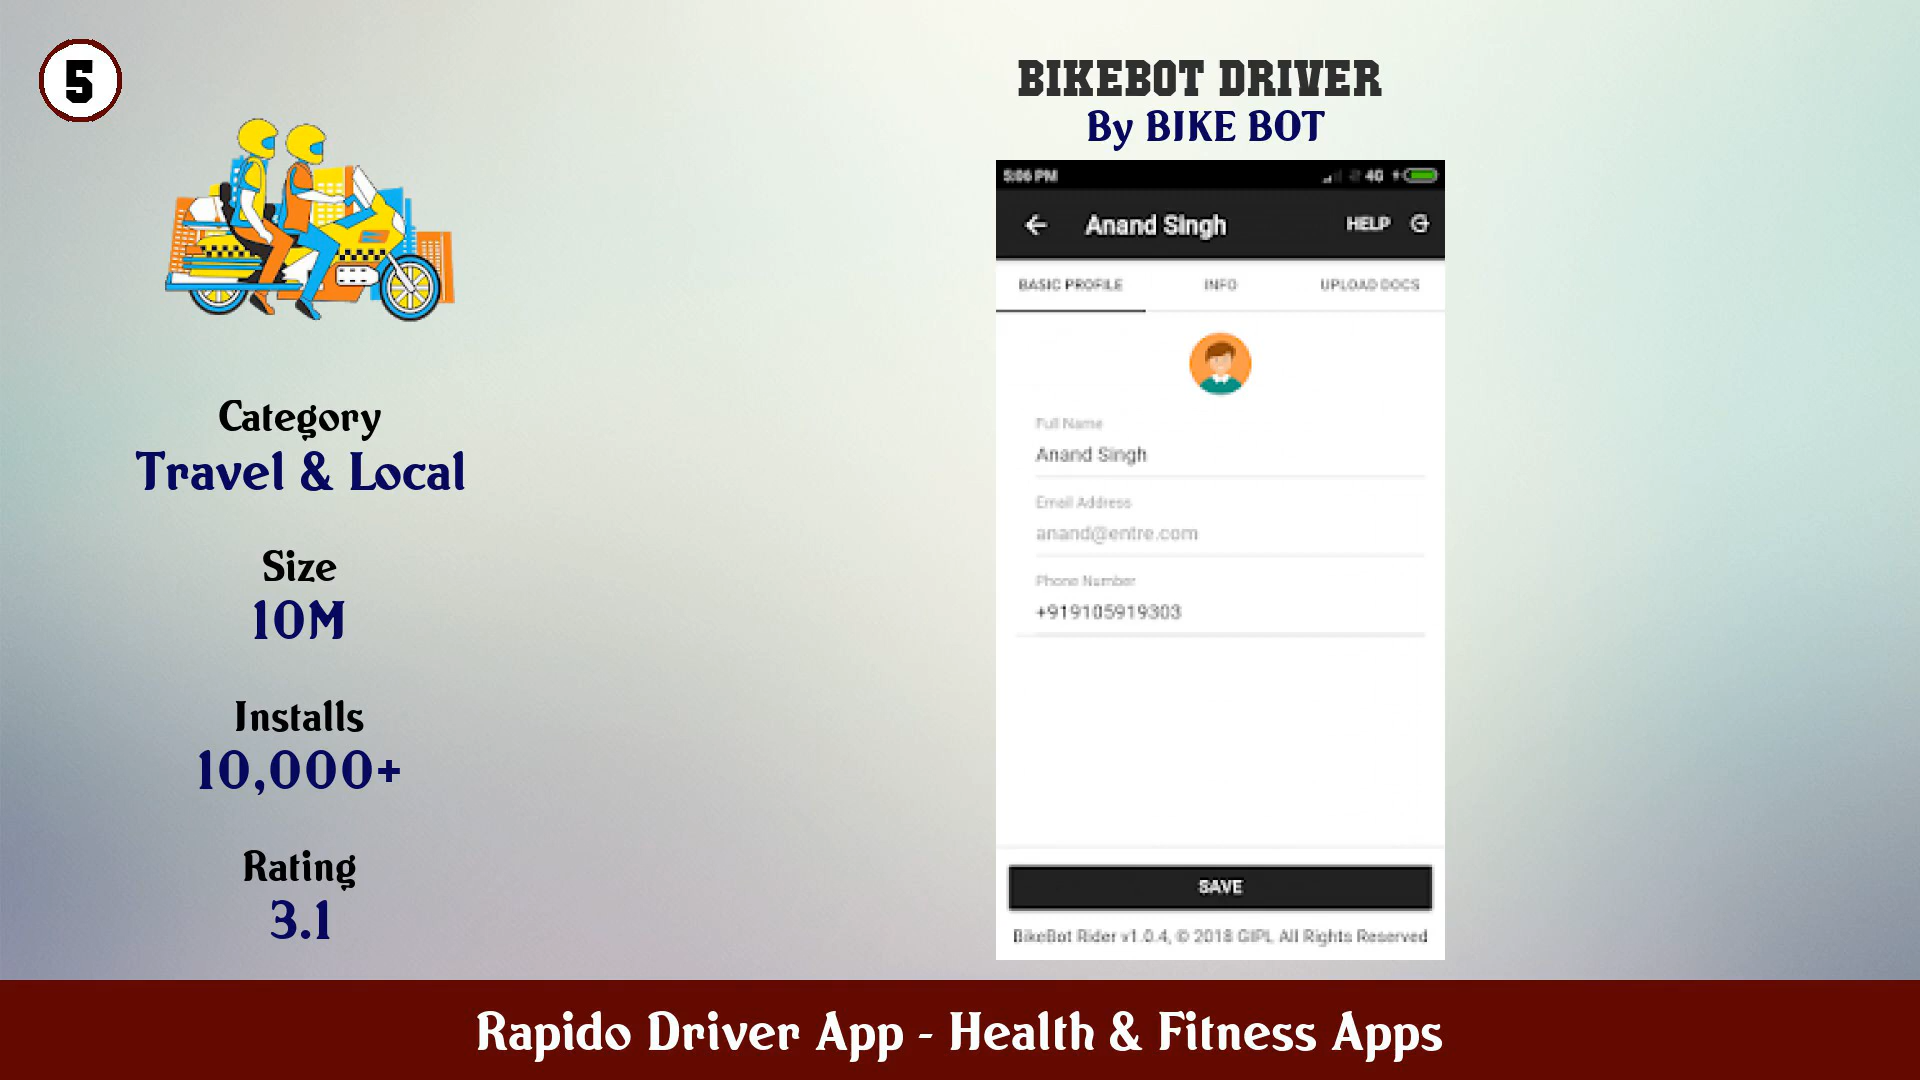 5
BIKEBOT DRIVER
By BIKE BOT
Category
Travel & Local
Size
10M
Installs
10,000+
Rating
3.1
5:06 PM
4G
Anand Singh
HELP
BASIC PROFILE
INFO
UPLOAD DOCS
Full Name
Anand Singh
Email Address
anand@entre.com
Phone Number
+919105919303
SAVE
BikeBot Rider v1.0.4, © 2018 GIPL All Rights Reserved
Rapido Driver App - Health & Fitness Apps